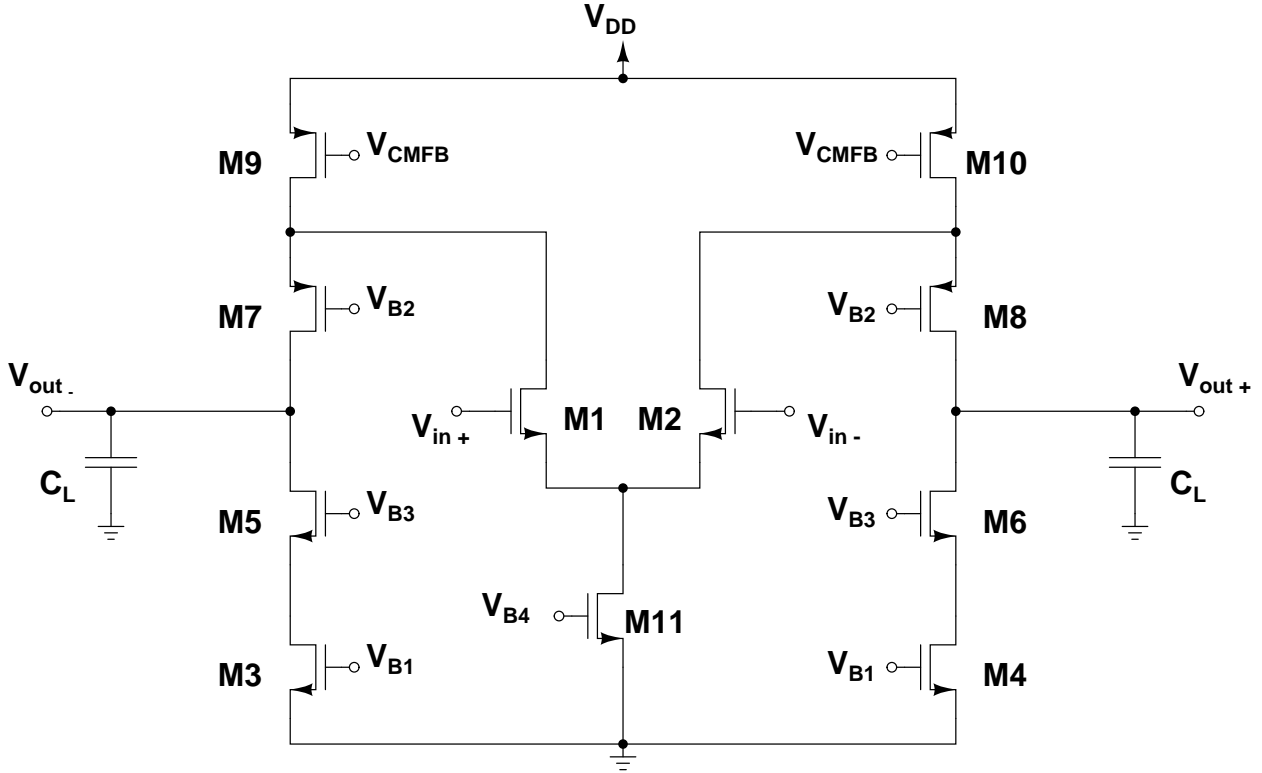 VDD
M9
VCMFB
VCMFB
M10
M7
VB2
VB2
M8
Vout -
Vin +
M1
M2
Vin -
Vout +
CL
M5
VB3
VB3
M6
CL
VB4
M11
M3
VB1
VB1
M4